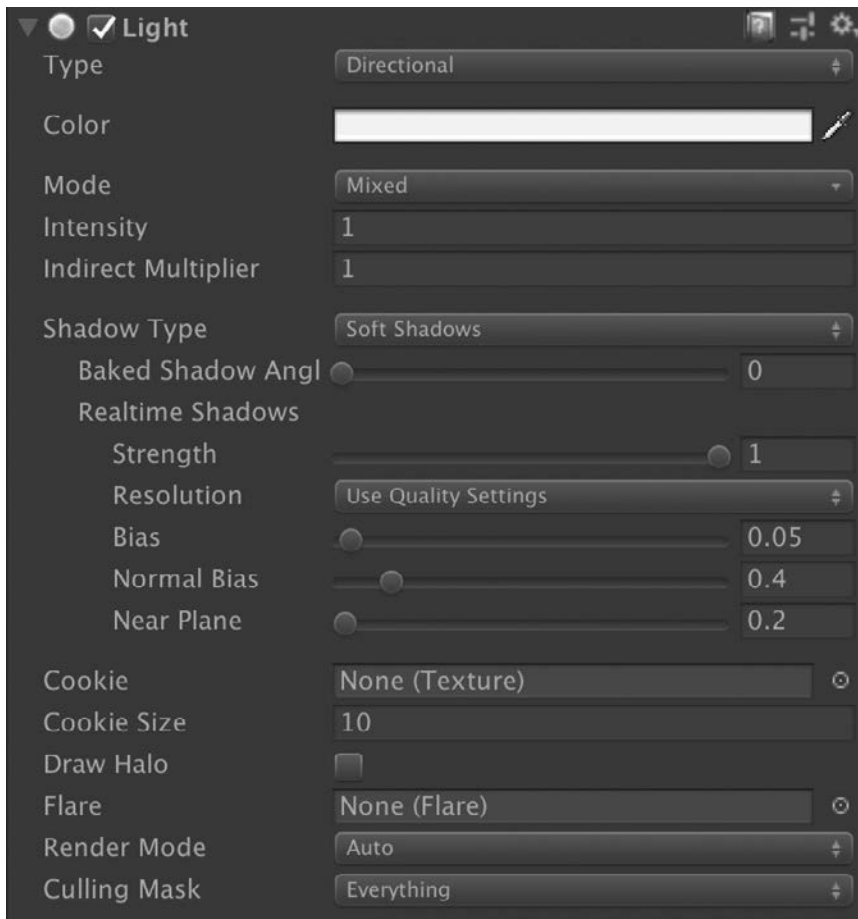 Light
Type Directional
Color
Mode Mixed
Intensity 1
Indirect Multiplier 1
Shadow Type Soft Shadows
Baked Shadow Angl 0
Realtime Shadows
Strength 1
Resolution Use Quality Settings
Bias 0.05
Normal Bias 0.4
Near Plane 0.2
Cookie None (Texture)
Cookie Size 10
Draw Halo
Flare None (Flare)
Render Mode Auto
Culling Mask Everything